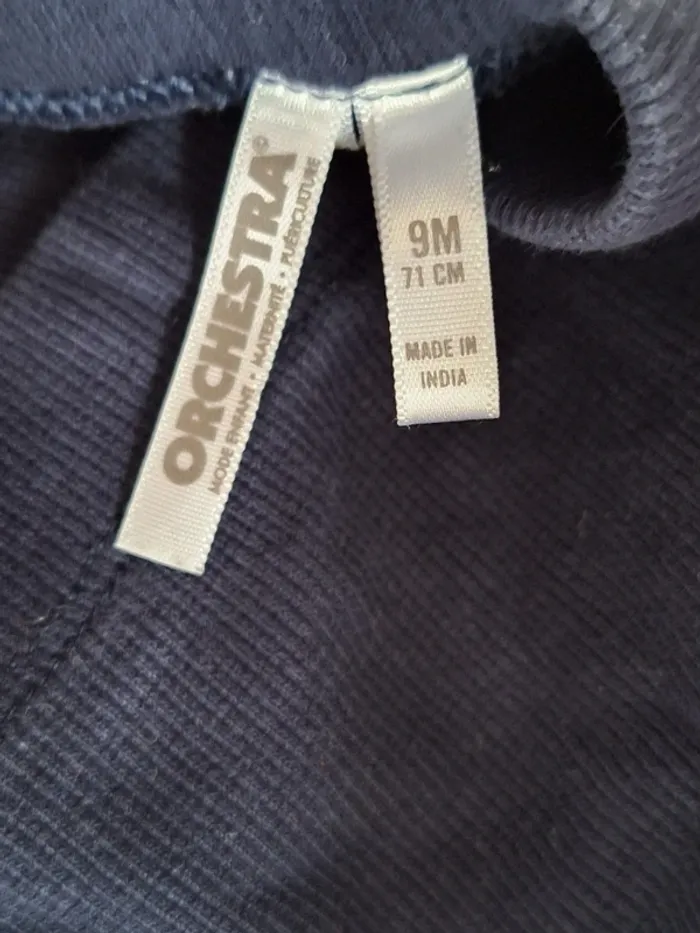 ORCHESTRA©
MODE ENFANT • MATERNITÉ • PUÉRICULTURE
9M
71 CM
MADE IN
INDIA